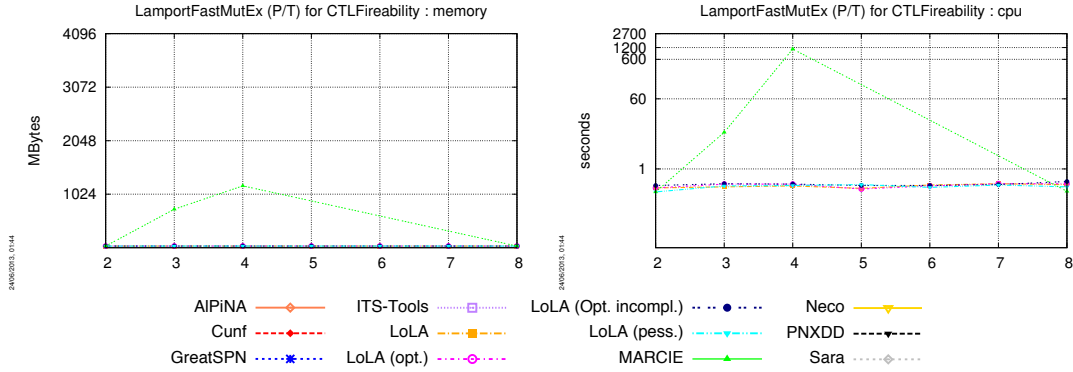 LamportFastMutEx (P/T) for CTLFireability : memory
4096
3072
2048
1024
MBytes
2 3 4 5 6 7 8
24/06/2013, 01:44
LamportFastMutEx (P/T) for CTLFireability : cpu
2700
1200
600
60
1
seconds
2 3 4 5 6 7 8
24/06/2013, 01:44
AlPiNA ITS-Tools LoLA (Opt. incompl.) Neco
Cunf LoLA LoLA (pess.) PNXDD
GreatSPN LoLA (opt.) MARCIE Sara